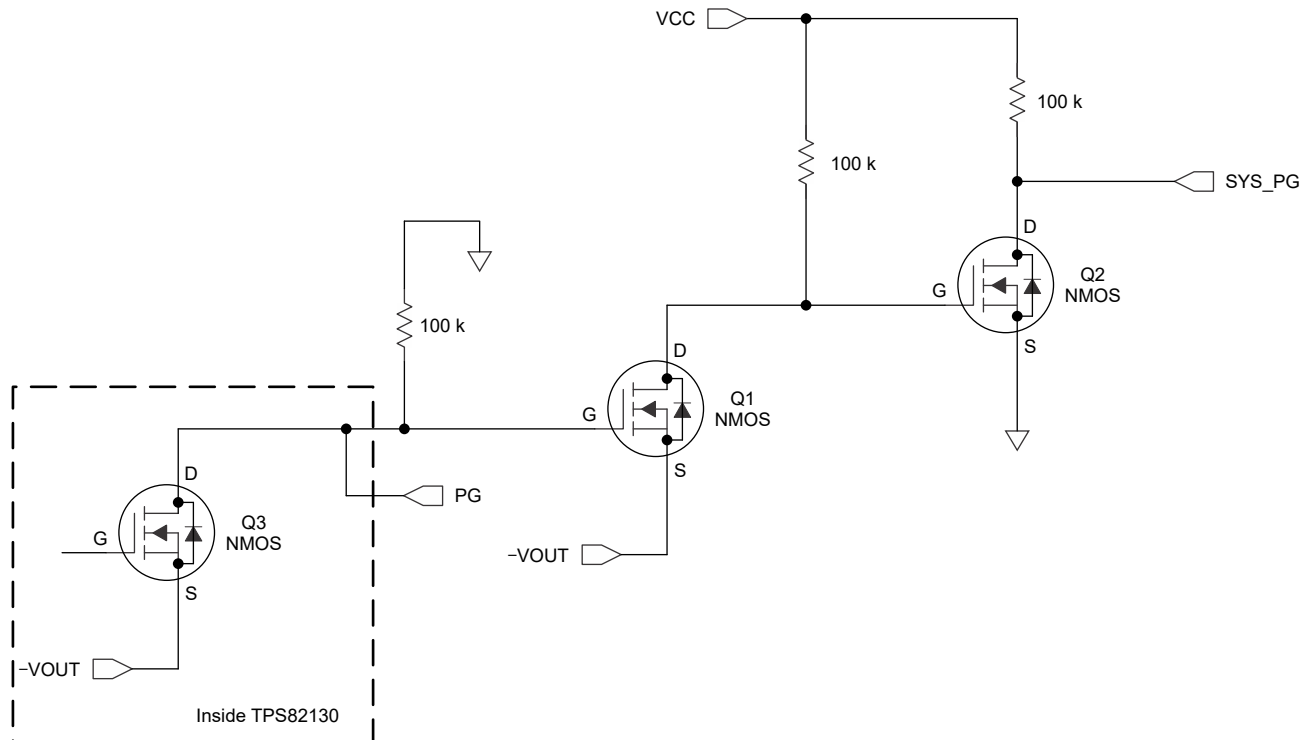 VCC
100 k
100 k
SYS_PG
D
G
Q2
NMOS
S
100 k
D
G
Q1
NMOS
S
D
PG
G
Q3
NMOS
S
−VOUT
−VOUT
Inside TPS82130